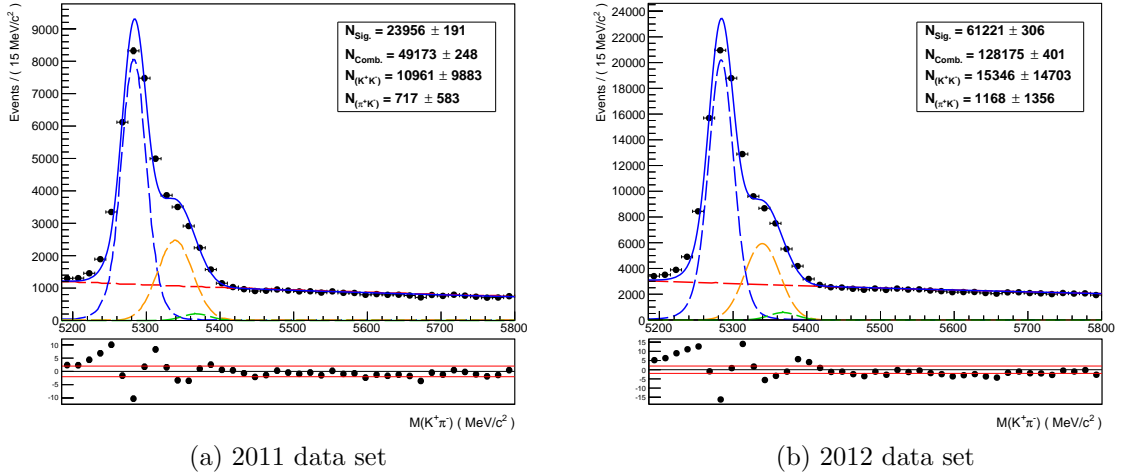 Events / ( 15 MeV/c² )
9000
8000
7000
6000
5000
4000
3000
2000
1000
0
N_Sig. = 23956 ± 191
N_Comb. = 49173 ± 248
N_(K⁺K⁻) = 10961 ± 9883
N_(π⁺K⁻) = 717 ± 583
5200 5300 5400 5500 5600 5700 5800
10
5
0
-5
-10
M(K⁺π⁻) ( MeV/c² )
(a) 2011 data set
Events / ( 15 MeV/c² )
24000
22000
20000
18000
16000
14000
12000
10000
8000
6000
4000
2000
0
N_Sig. = 61221 ± 306
N_Comb. = 128175 ± 401
N_(K⁺K⁻) = 15346 ± 14703
N_(π⁺K⁻) = 1168 ± 1356
5200 5300 5400 5500 5600 5700 5800
15
10
5
0
-5
-10
-15
M(K⁺π⁻) ( MeV/c² )
(b) 2012 data set